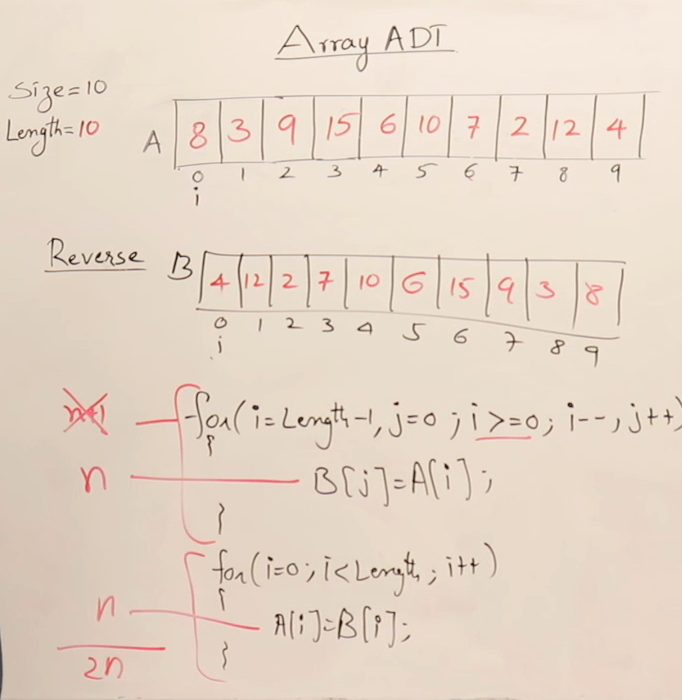 Array ADT
Size=10
Length=10
A 8 3 9 15 6 10 7 2 12 4
0 1 2 3 4 5 6 7 8 9
i
Reverse B 4 12 2 7 10 6 15 9 3 8
0 1 2 3 4 5 6 7 8 9
j
n+1 for(i=Length-1, j=0 ; i>=0; i--, j++)
{
n B[j]=A[i];
}
for(i=0; i<Length; i++)
{
n A[i]=B[i];
2n }